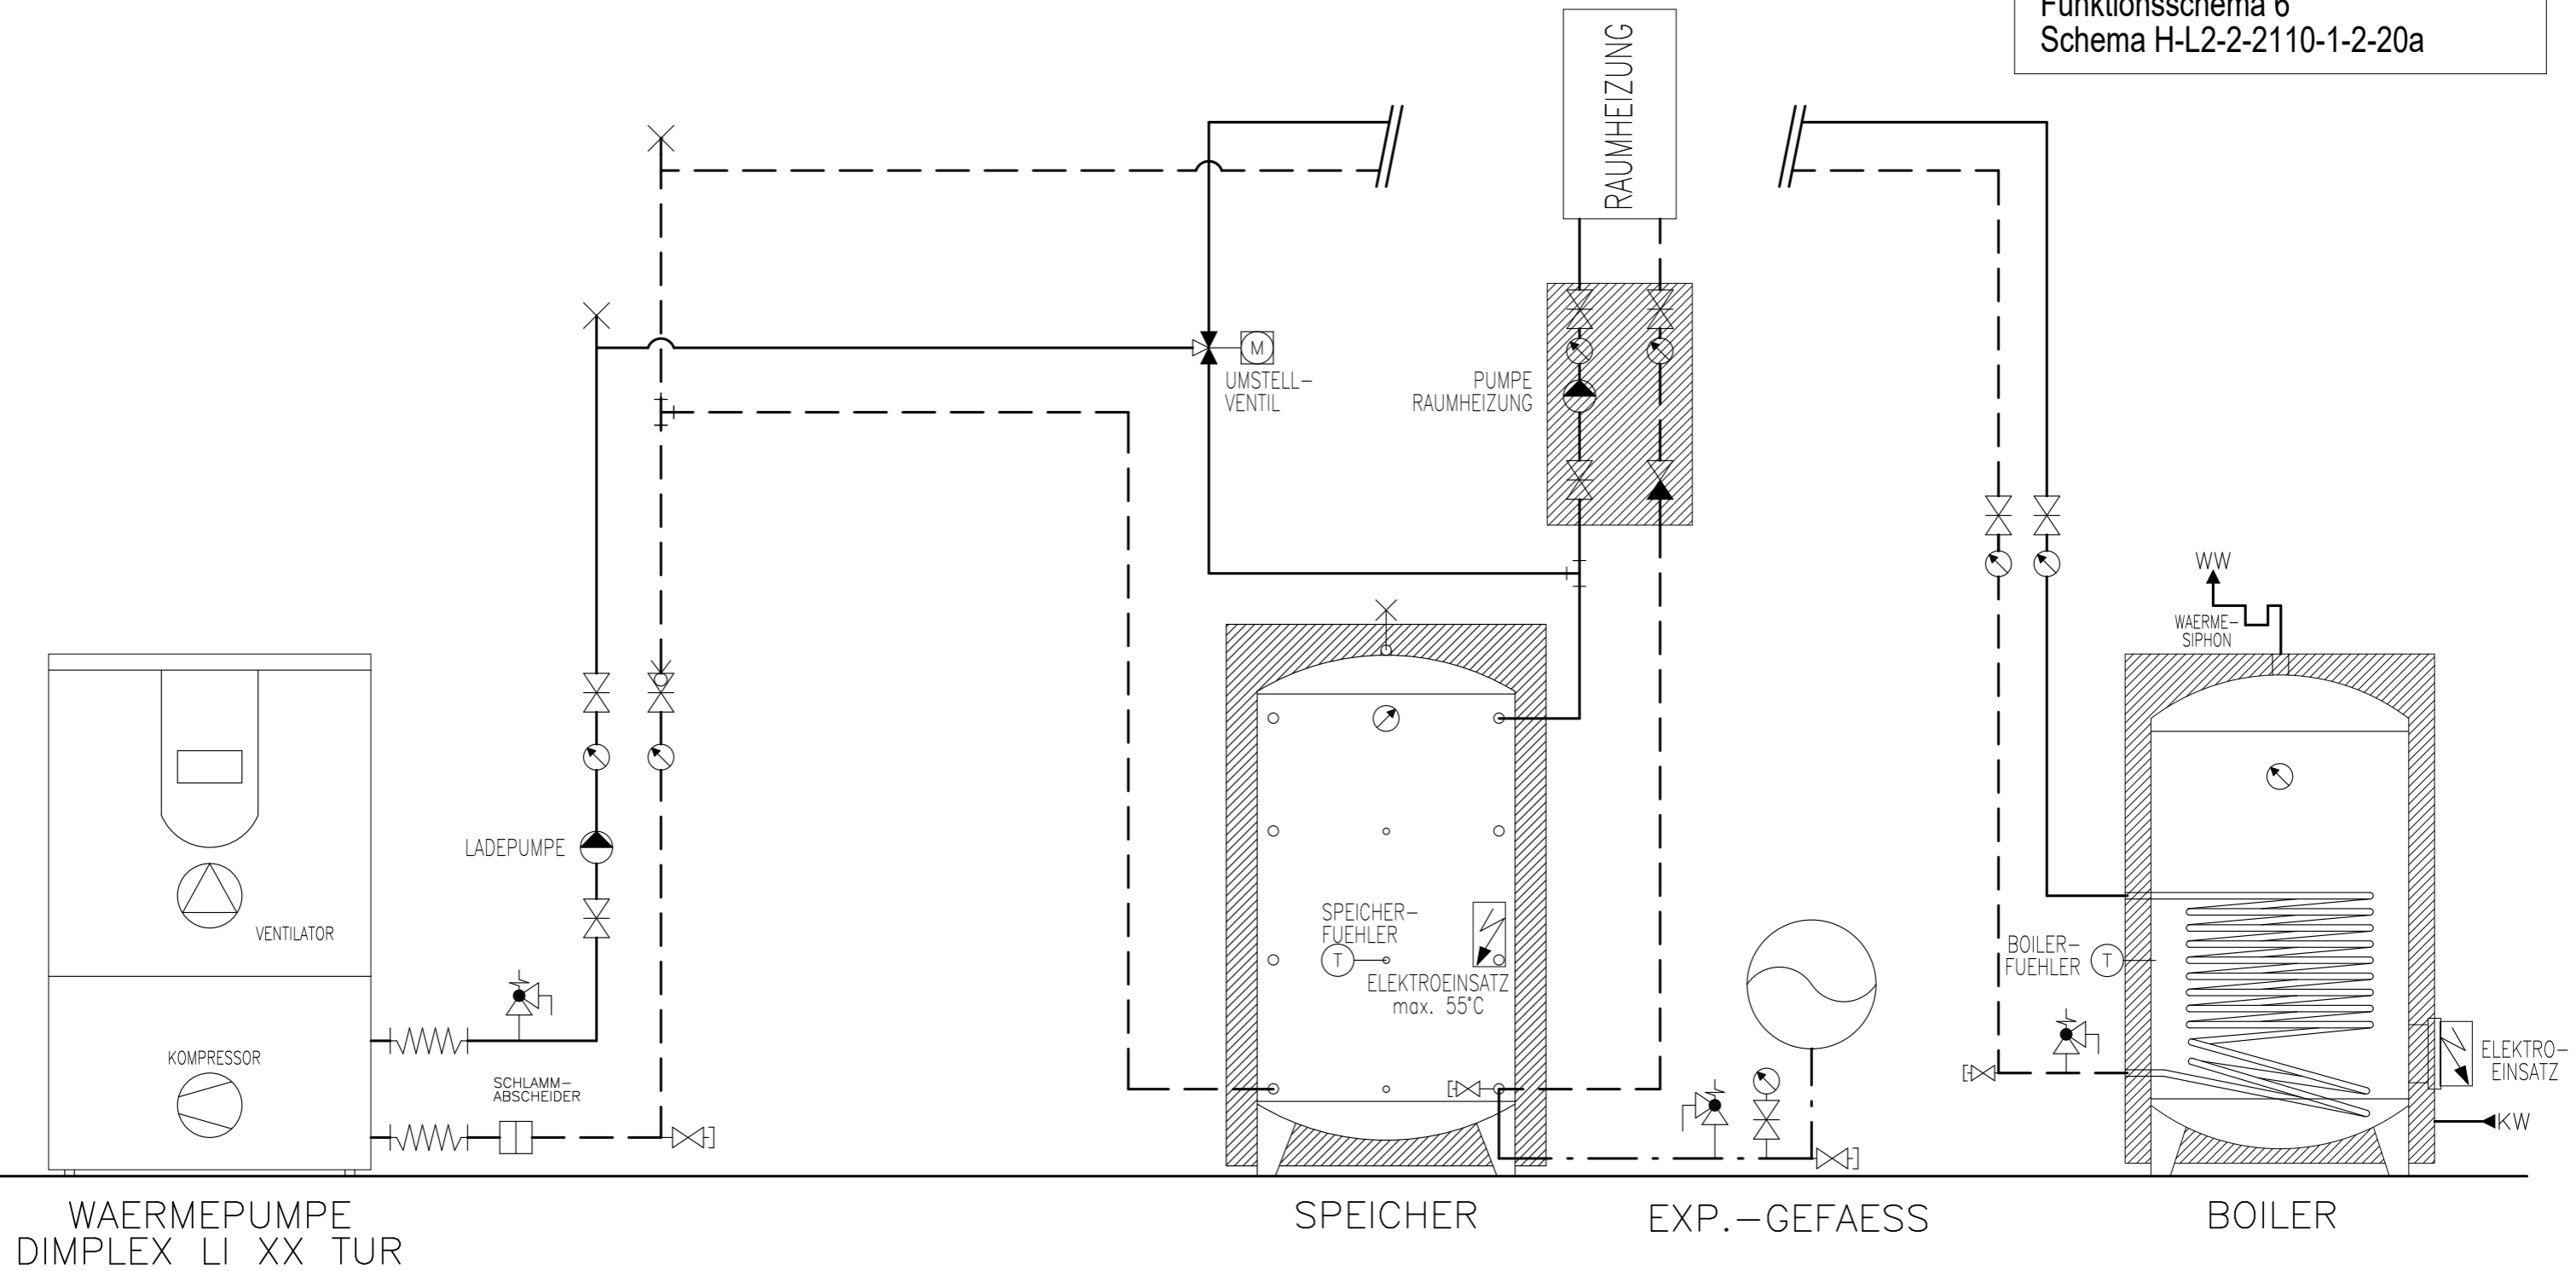 Funktionsschema 6
Schema H-L2-2-2110-1-2-20a
RAUMHEIZUNG
M
UMSTELL-
VENTIL
PUMPE
RAUMHEIZUNG
WW
WAERME-
SIPHON
LADEPUMPE
VENTILATOR
SPEICHER-
FUEHLER
T
ELEKTROEINSATZ
max. 55°C
BOILER-
FUEHLER
T
KOMPRESSOR
SCHLAMM-
ABSCHEIDER
ELEKTRO-
EINSATZ
KW
WAERMEPUMPE
DIMPLEX LI XX TUR
SPEICHER
EXP.-GEFAESS
BOILER